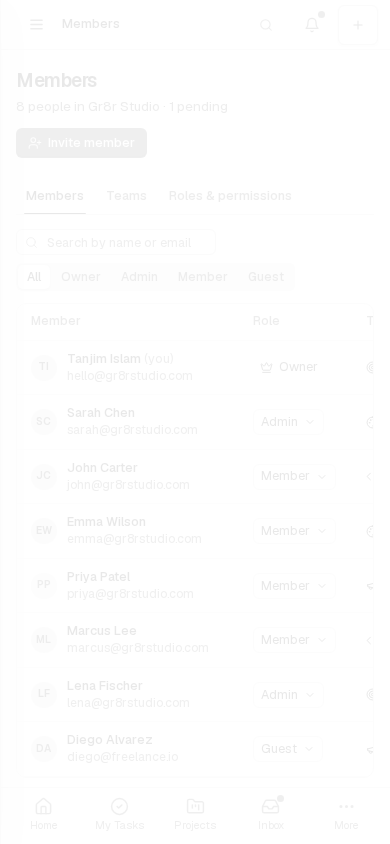 Members
Members
8 people in Gr8r Studio · 1 pending
Invite member
Members Teams Roles & permissions
Search by name or email
All Owner Admin Member Guest
Member Role T
TI Tanjim Islam (you) Owner
hello@gr8rstudio.com
SC Sarah Chen Admin
sarah@gr8rstudio.com
JC John Carter Member
john@gr8rstudio.com
EW Emma Wilson Member
emma@gr8rstudio.com
PP Priya Patel Member
priya@gr8rstudio.com
ML Marcus Lee Member
marcus@gr8rstudio.com
LF Lena Fischer Admin
lena@gr8rstudio.com
DA Diego Alvarez Guest
diego@freelance.io
Home My Tasks Projects Inbox More